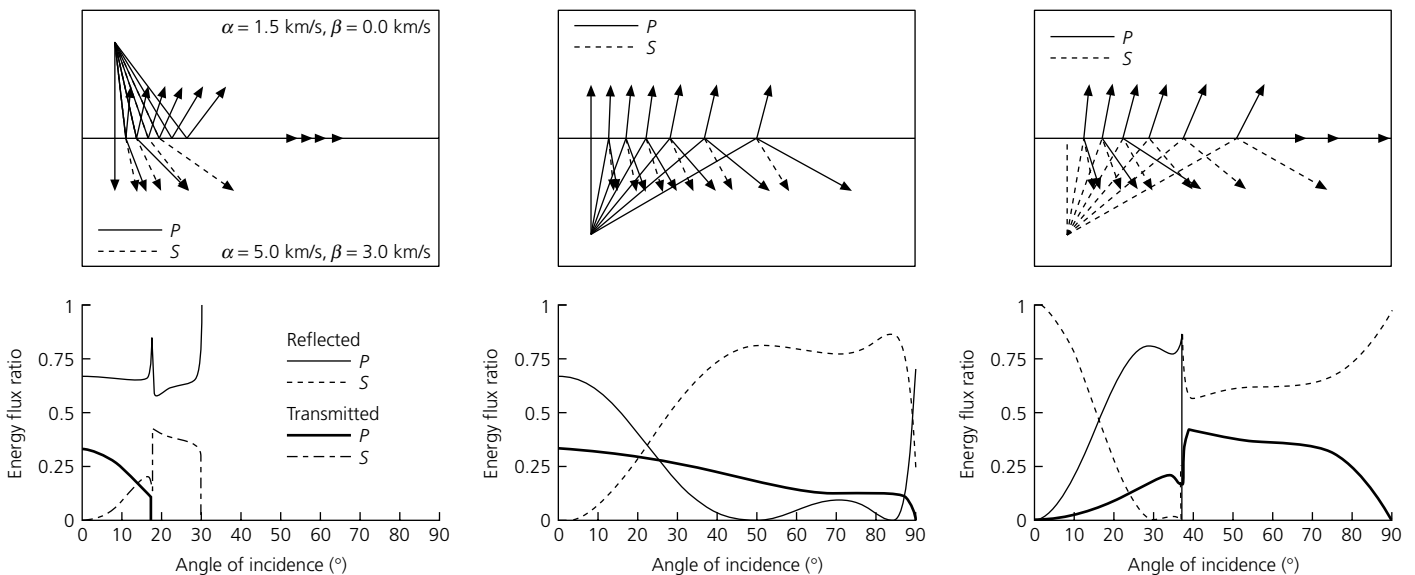 α = 1.5 km/s, β = 0.0 km/s
P
S
α = 5.0 km/s, β = 3.0 km/s
P
S
P
S
1
0.75
0.5
0.25
0
Energy flux ratio
0 10 20 30 40 50 60 70 80 90
Angle of incidence (°)
Reflected
P
S
Transmitted
P
S
1
0.75
0.5
0.25
0
Energy flux ratio
0 10 20 30 40 50 60 70 80 90
Angle of incidence (°)
1
0.75
0.5
0.25
0
Energy flux ratio
0 10 20 30 40 50 60 70 80 90
Angle of incidence (°)